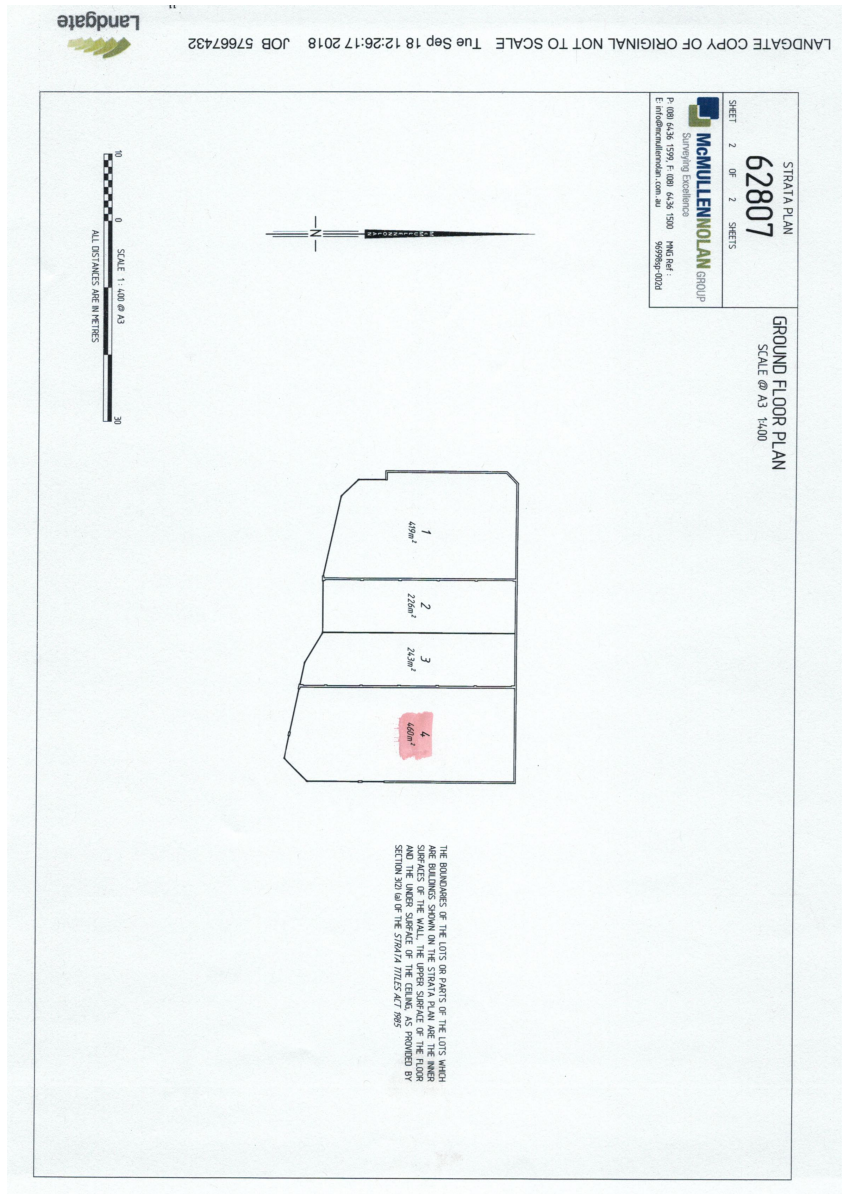 LANDGATE COPY OF ORIGINAL NOT TO SCALE Tue Sep 18 12:26:17 2018 JOB 57667432
Landgate
STRATA PLAN
62807
SHEET 2 OF 2 SHEETS
McMULLENNOLAN GROUP
Surveying Excellence
P: (08) 6436 1599, F: (08) 6436 1500
E: info@mcmullennolan.com.au
MNG Ref :
96998sp-002d
GROUND FLOOR PLAN
SCALE @ A3 1:400
N
McMULLENNOLAN
1
419m²
2
226m²
3
243m²
4
460m²
THE BOUNDARIES OF THE LOTS OR PARTS OF THE LOTS WHICH
ARE BUILDINGS SHOWN ON THE STRATA PLAN ARE THE INNER
SURFACES OF THE WALL, THE UPPER SURFACE OF THE FLOOR
AND THE UNDER SURFACE OF THE CEILING, AS PROVIDED BY
SECTION 3(2) (a) OF THE STRATA TITLES ACT 1985
10 0 30
SCALE 1 : 400 @ A3
ALL DISTANCES ARE IN METRES